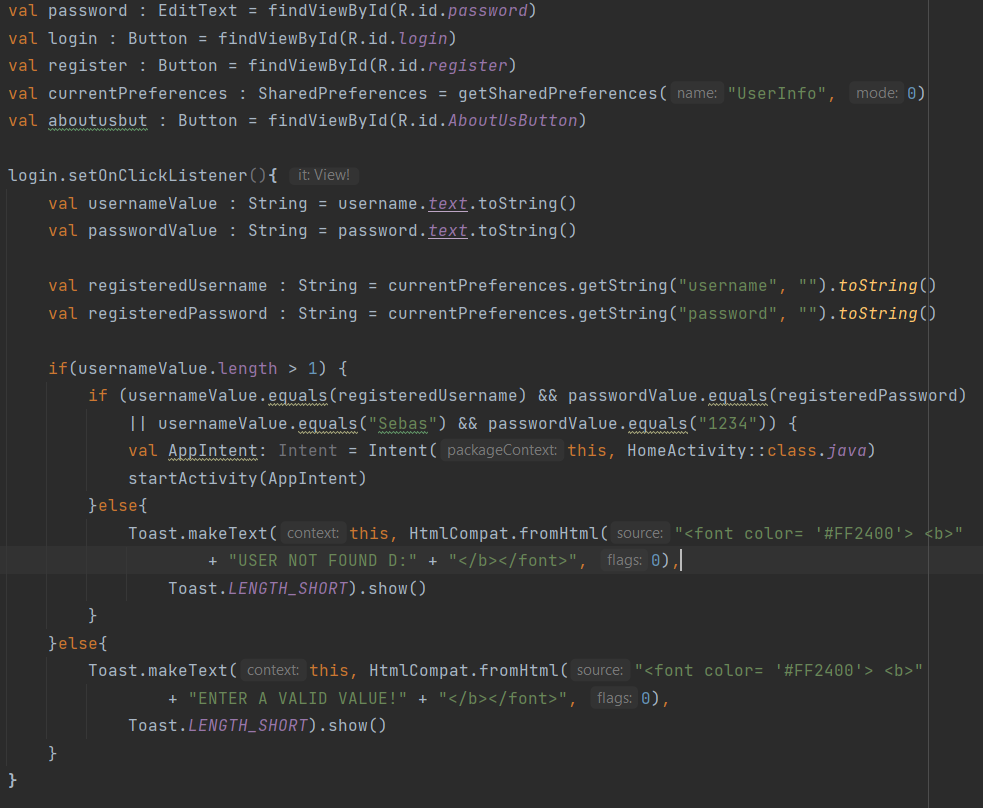 val password : EditText = findViewById(R.id.password)
val login : Button = findViewById(R.id.login)
val register : Button = findViewById(R.id.register)
val currentPreferences : SharedPreferences = getSharedPreferences( name: "UserInfo", mode: 0)
val aboutusbut : Button = findViewById(R.id.AboutUsButton)
login.setOnClickListener(){ it: View!
val usernameValue : String = username.text.toString()
val passwordValue : String = password.text.toString()
val registeredUsername : String = currentPreferences.getString("username", "").toString()
val registeredPassword : String = currentPreferences.getString("password", "").toString()
if(usernameValue.length > 1) {
if (usernameValue.equals(registeredUsername) && passwordValue.equals(registeredPassword)
|| usernameValue.equals("Sebas") && passwordValue.equals("1234")) {
val AppIntent: Intent = Intent( packageContext: this, HomeActivity::class.java)
startActivity(AppIntent)
}else{
Toast.makeText( context: this, HtmlCompat.fromHtml( source: "<font color= '#FF2400'> <b>"
+ "USER NOT FOUND D:" + "</b></font>", flags: 0),
Toast.LENGTH_SHORT).show()
}
}else{
Toast.makeText( context: this, HtmlCompat.fromHtml( source: "<font color= '#FF2400'> <b>"
+ "ENTER A VALID VALUE!" + "</b></font>", flags: 0),
Toast.LENGTH_SHORT).show()
}
}